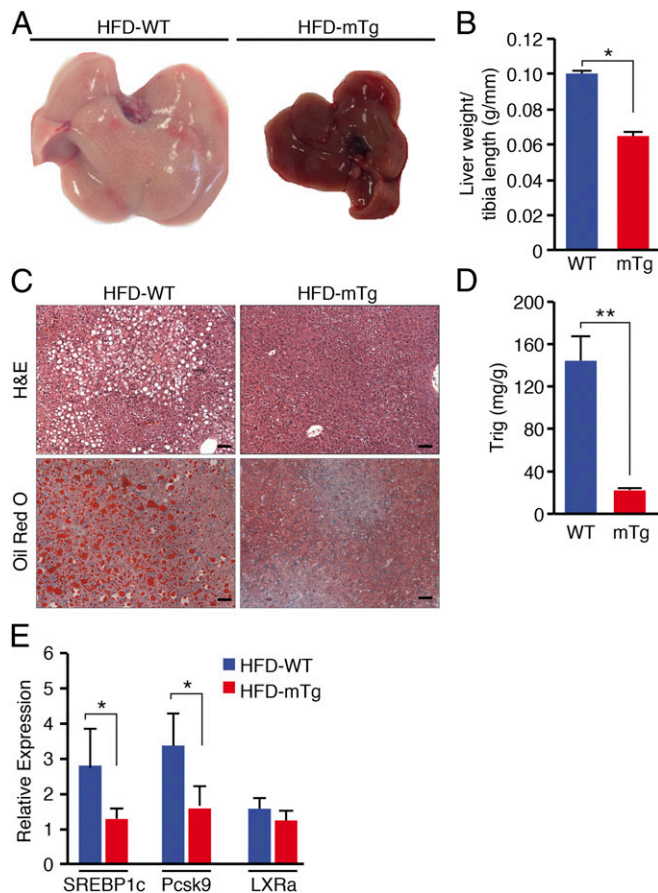 A
HFD-WT
HFD-mTg
B
Liver weight/
tibia length (g/mm)
0.12
0.10
0.08
0.06
0.04
0.02
0
*
WT
mTg
C
HFD-WT
HFD-mTg
H&E
Oil Red O
D
Trig (mg/g)
200
160
120
80
40
0
**
WT
mTg
E
Relative Expression
6
5
4
3
2
1
0
HFD-WT
HFD-mTg
*
*
SREBP1c
Pcsk9
LXRa